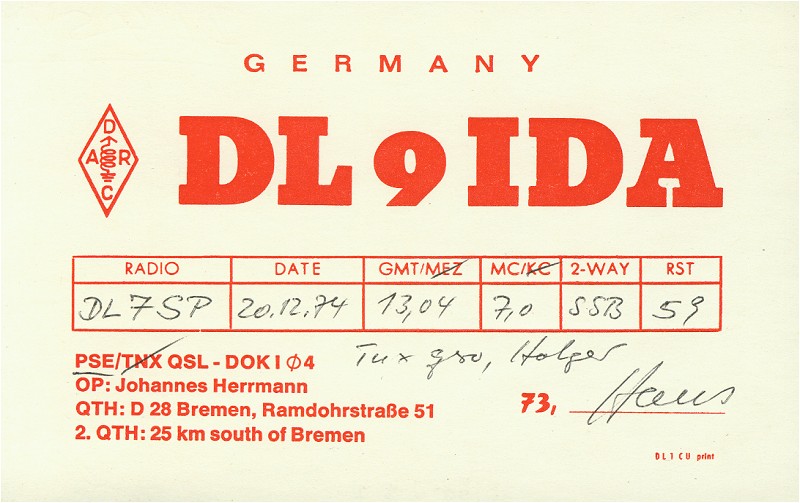 GERMANY
D
A R
C
DL9IDA
RADIO DATE GMT/MEZ MC/KC 2-WAY RST
DL7SP 20.12.74 13,04 7,0 SSB 59
PSE/TNX QSL - DOK I Ø4 Tnx qso, Holger
OP: Johannes Herrmann
QTH: D 28 Bremen, Ramdohrstraße 51
73, Hans
2. QTH: 25 km south of Bremen
DL1CU print